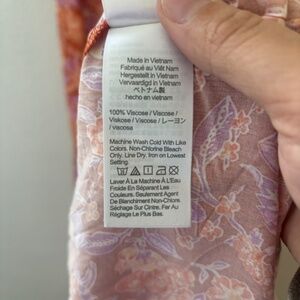 Made in Vietnam
Fabriqué au Viêt Nam
Hergestellt in Vietnam
Vervaardigd in Vietnam
ベトナム製
hecho en vietnam
100% Viscose / Viscose /
Viskose / Viscose / レーヨン
/ viscosa
Machine Wash Cold With Like
Colors. Non-Chlorine Bleach
Only. Line Dry. Iron on Lowest
Setting.
Laver À La Machine À L'Eau
Froide En Séparant Les
Couleurs. Seulement Agent
De Blanchiment Non-Chloré.
Séchage Sur Cintre. Fer Au
Réglage Le Plus Bas.